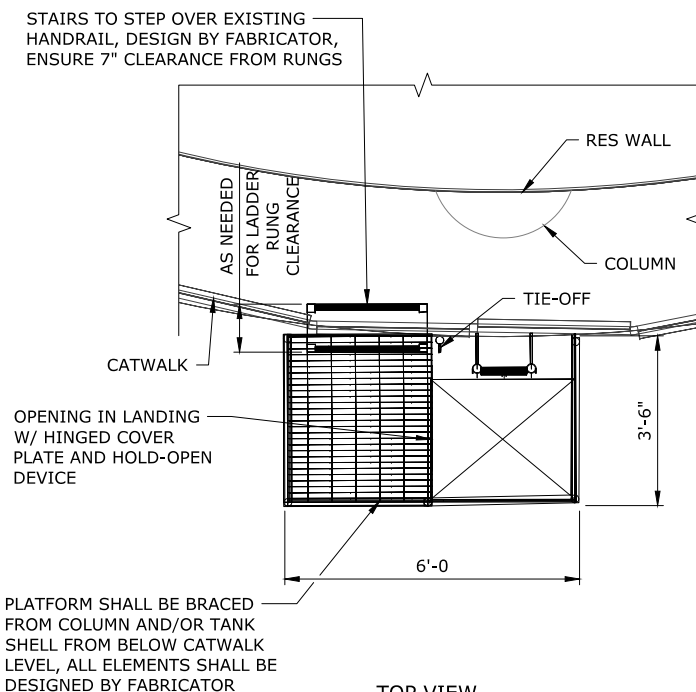 STAIRS TO STEP OVER EXISTING
HANDRAIL, DESIGN BY FABRICATOR,
ENSURE 7" CLEARANCE FROM RUNGS
RES WALL
AS NEEDED
FOR LADDER
RUNG
CLEARANCE
COLUMN
TIE-OFF
CATWALK
OPENING IN LANDING
W/ HINGED COVER
PLATE AND HOLD-OPEN
DEVICE
3'-6"
6'-0
PLATFORM SHALL BE BRACED
FROM COLUMN AND/OR TANK
SHELL FROM BELOW CATWALK
LEVEL, ALL ELEMENTS SHALL BE
DESIGNED BY FABRICATOR
TOP VIEW